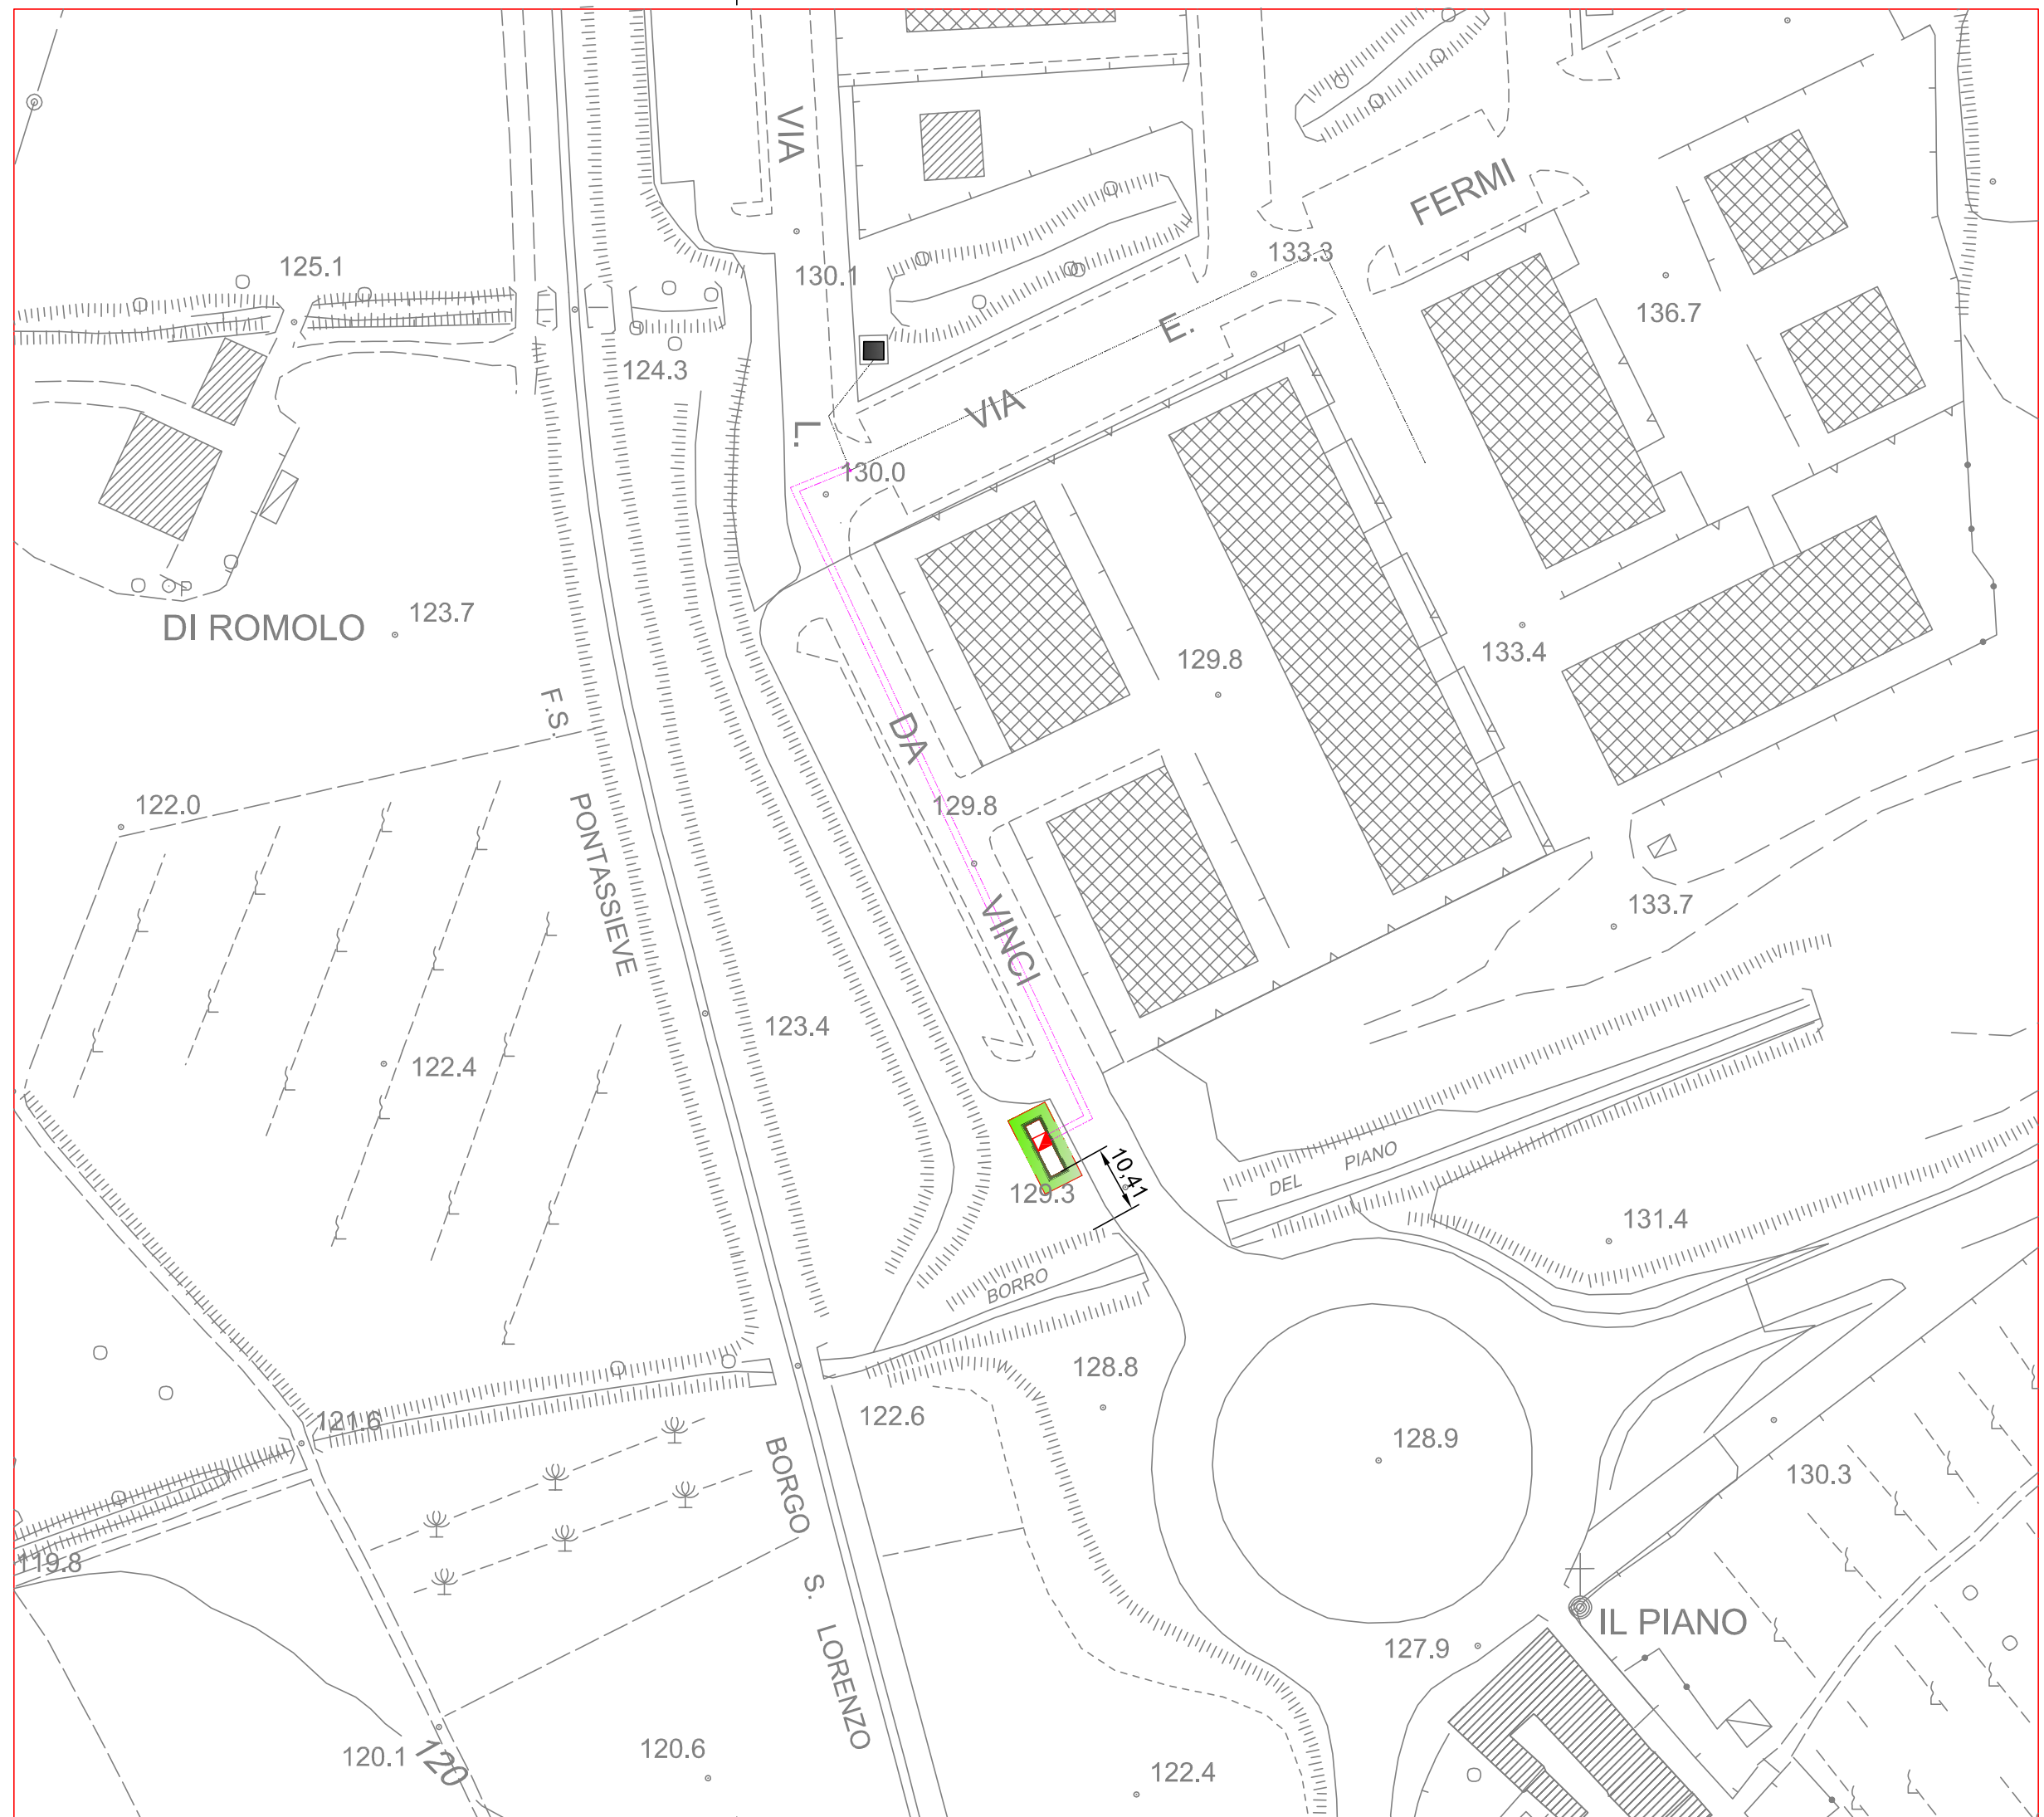 VIA
FERMI
125.1
130.1
133.3
136.7
E.
124.3
VIA
L.
130.0
DI ROMOLO
123.7
129.8
133.4
F.S.
DA
122.0
129.8
PONTASSIEVE
VINCI
133.7
123.4
122.4
10,41
PIANO
DEL
129.3
131.4
BORRO
128.8
121.6
122.6
128.9
BORGO
130.3
119.8
S.
IL PIANO
127.9
LORENZO
120.1
120
120.6
122.4